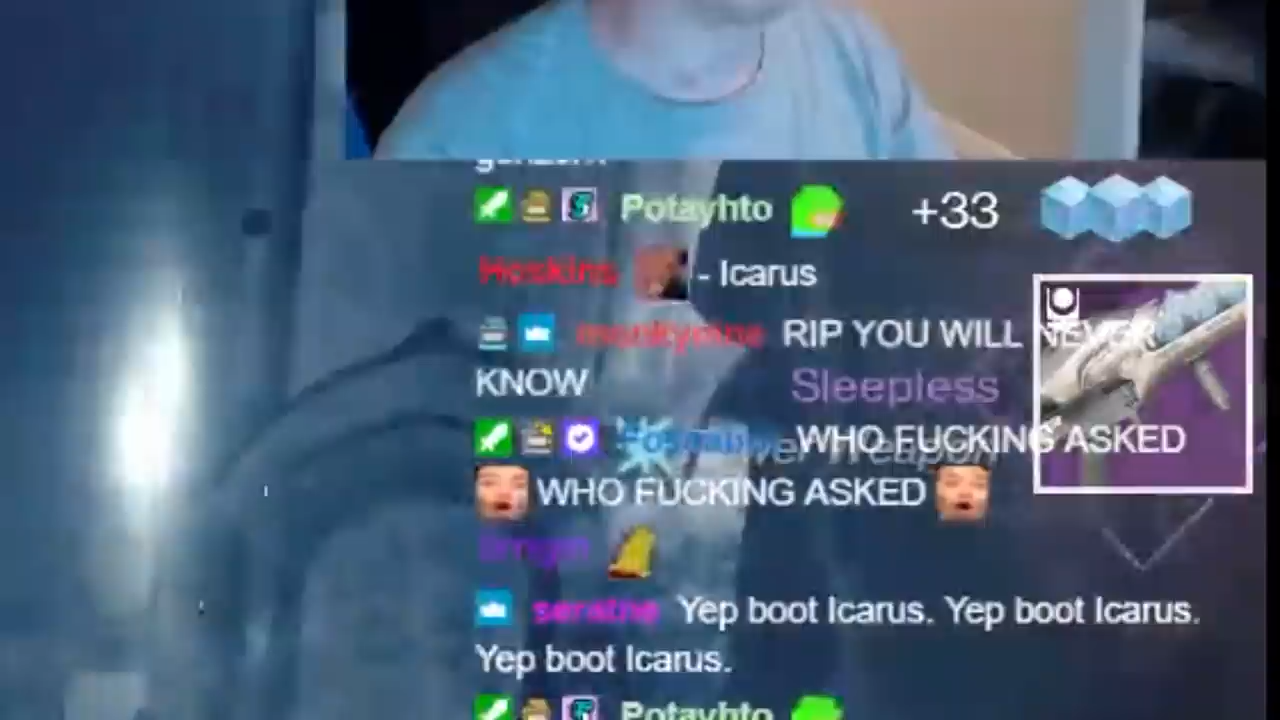 Potayhto +33
Hoskins - Icarus
RIP YOU WILL NEVER
KNOW
Sleepless
WHO FUCKING ASKED
Weapon
WHO FUCKING ASKED
Yep boot Icarus. Yep boot Icarus.
Yep boot Icarus.
Potayhto